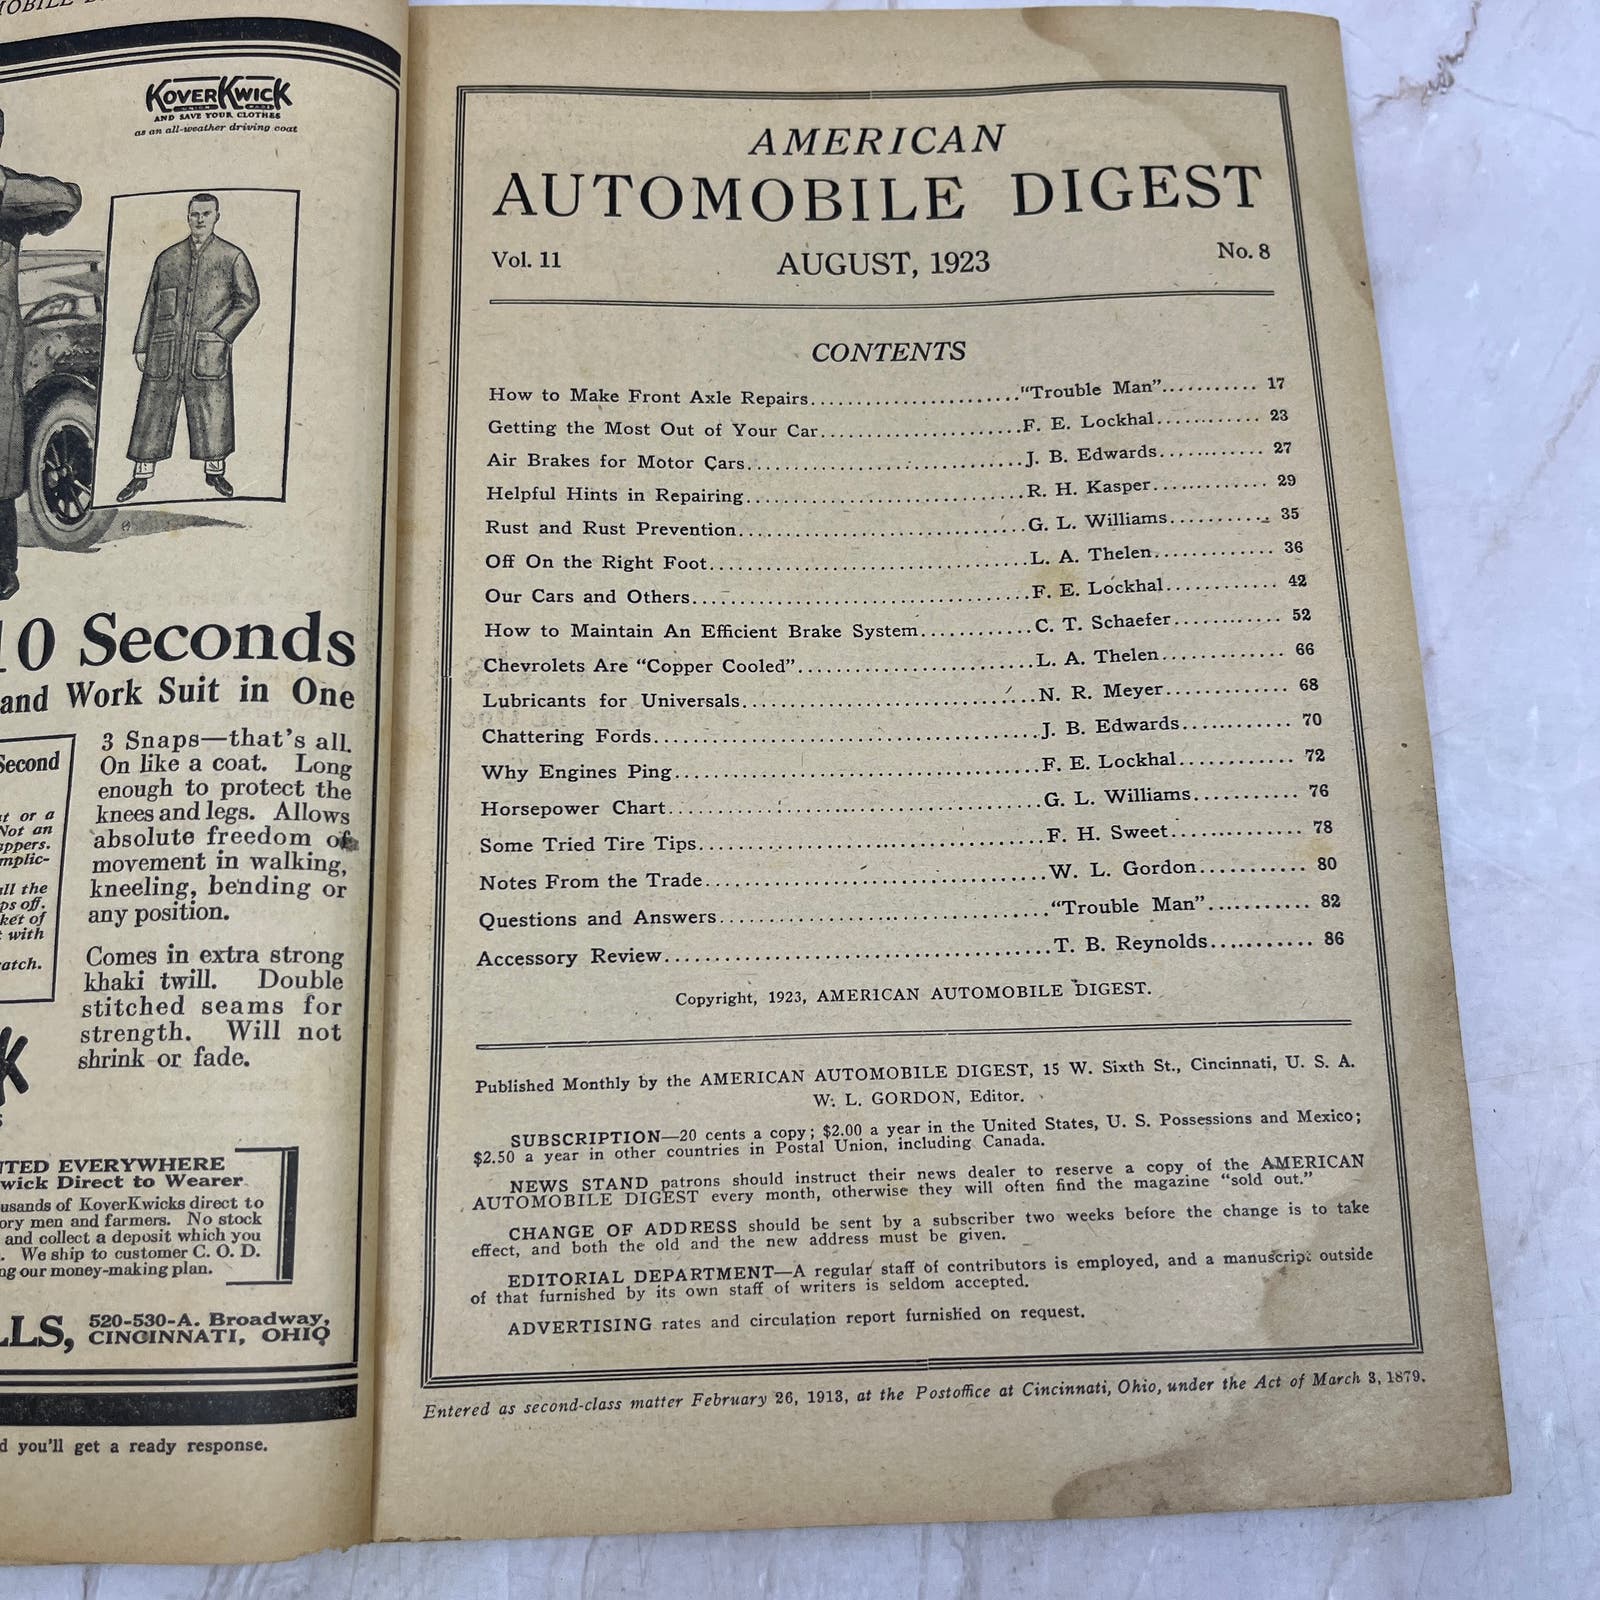 KOVERKWICK
UNION MADE
AND SAVE YOUR CLOTHES
as an all-weather driving coat
10 Seconds
and Work Suit in One
Second
3 Snaps—that's all.
On like a coat. Long
enough to protect the
knees and legs. Allows
absolute freedom of
movement in walking,
kneeling, bending or
any position.
Comes in extra strong
khaki twill. Double
stitched seams for
strength. Will not
shrink or fade.
or a
Not an
all the
with
EVERYWHERE
Direct to Wearer
of KoverKwicks direct to
men and farmers. No stock
and collect a deposit which you
We ship to customer C. O. D.
our money-making plan.
520-530-A. Broadway,
CINCINNATI, OHIO
you'll get a ready response.
AMERICAN
AUTOMOBILE DIGEST
Vol. 11 AUGUST, 1923 No. 8
CONTENTS
How to Make Front Axle Repairs......................"Trouble Man"........... 17
Getting the Most Out of Your Car......................F. E. Lockhal............ 23
Air Brakes for Motor Cars..............................J. B. Edwards............ 27
Helpful Hints in Repairing..............................R. H. Kasper............. 29
Rust and Rust Prevention...............................G. L. Williams........... 35
Off On the Right Foot...................................L. A. Thelen.............. 36
Our Cars and Others.....................................F. E. Lockhal............ 42
How to Maintain An Efficient Brake System............C. T. Schaefer............ 52
Chevrolets Are "Copper Cooled".........................L. A. Thelen.............. 66
Lubricants for Universals................................N. R. Meyer.............. 68
Chattering Fords.........................................J. B. Edwards............ 70
Why Engines Ping.......................................F. E. Lockhal............ 72
Horsepower Chart.......................................G. L. Williams........... 76
Some Tried Tire Tips....................................F. H. Sweet............... 78
Notes From the Trade...................................W. L. Gordon............ 80
Questions and Answers.................................."Trouble Man"........... 82
Accessory Review........................................T. B. Reynolds............ 86
Copyright, 1923, AMERICAN AUTOMOBILE DIGEST.
Published Monthly by the AMERICAN AUTOMOBILE DIGEST, 15 W. Sixth St., Cincinnati, U. S. A.
W. L. GORDON, Editor.
SUBSCRIPTION—20 cents a copy; $2.00 a year in the United States, U. S. Possessions and Mexico;
$2.50 a year in other countries in Postal Union, including Canada.
NEWS STAND patrons should instruct their news dealer to reserve a copy of the AMERICAN
AUTOMOBILE DIGEST every month, otherwise they will often find the magazine "sold out."
CHANGE OF ADDRESS should be sent by a subscriber two weeks before the change is to take
effect, and both the old and the new address must be given.
EDITORIAL DEPARTMENT—A regular staff of contributors is employed, and a manuscript outside
of that furnished by its own staff of writers is seldom accepted.
ADVERTISING rates and circulation report furnished on request.
Entered as second-class matter February 26, 1913, at the Postoffice at Cincinnati, Ohio, under the Act of March 3, 1879.